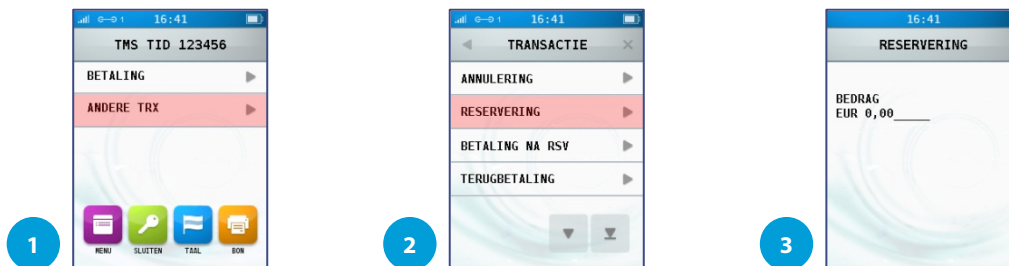 16:41
TMS TID 123456
BETALING
ANDERE TRX
MENU SLUITEN TAAL BON
1
16:41
TRANSACTIE
ANNULERING
RESERVERING
BETALING NA RSV
TERUGBETALING
2
16:41
RESERVERING
BEDRAG
EUR 0,00_____
3